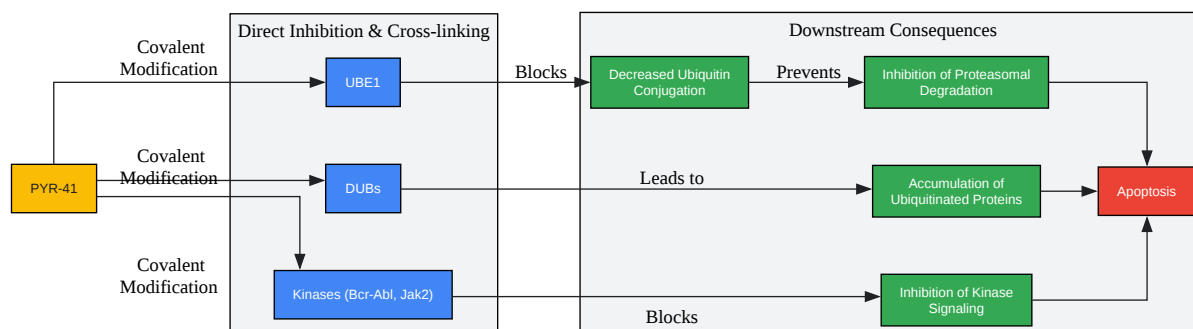 Direct Inhibition & Cross-linking
Downstream Consequences
Covalent
Modification
UBE1
Blocks
Decreased Ubiquitin
Conjugation
Prevents
Inhibition of Proteasomal
Degradation
PYR-41
Covalent
Modification
DUBs
Leads to
Accumulation of
Ubiquitinated Proteins
Apoptosis
Covalent
Modification
Kinases (Bcr-Abl, Jak2)
Blocks
Inhibition of Kinase
Signaling